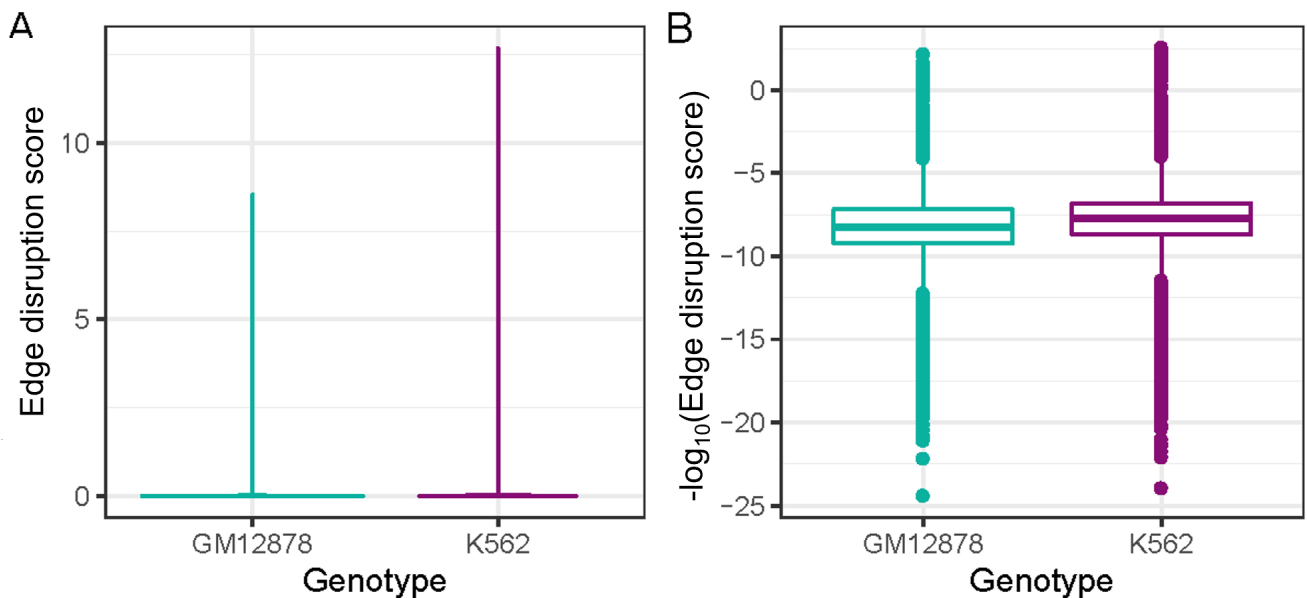 A
Edge disruption score
10
5
0
GM12878
K562
Genotype
B
-log₁₀(Edge disruption score)
0
−5
−10
−15
−20
−25
GM12878
K562
Genotype